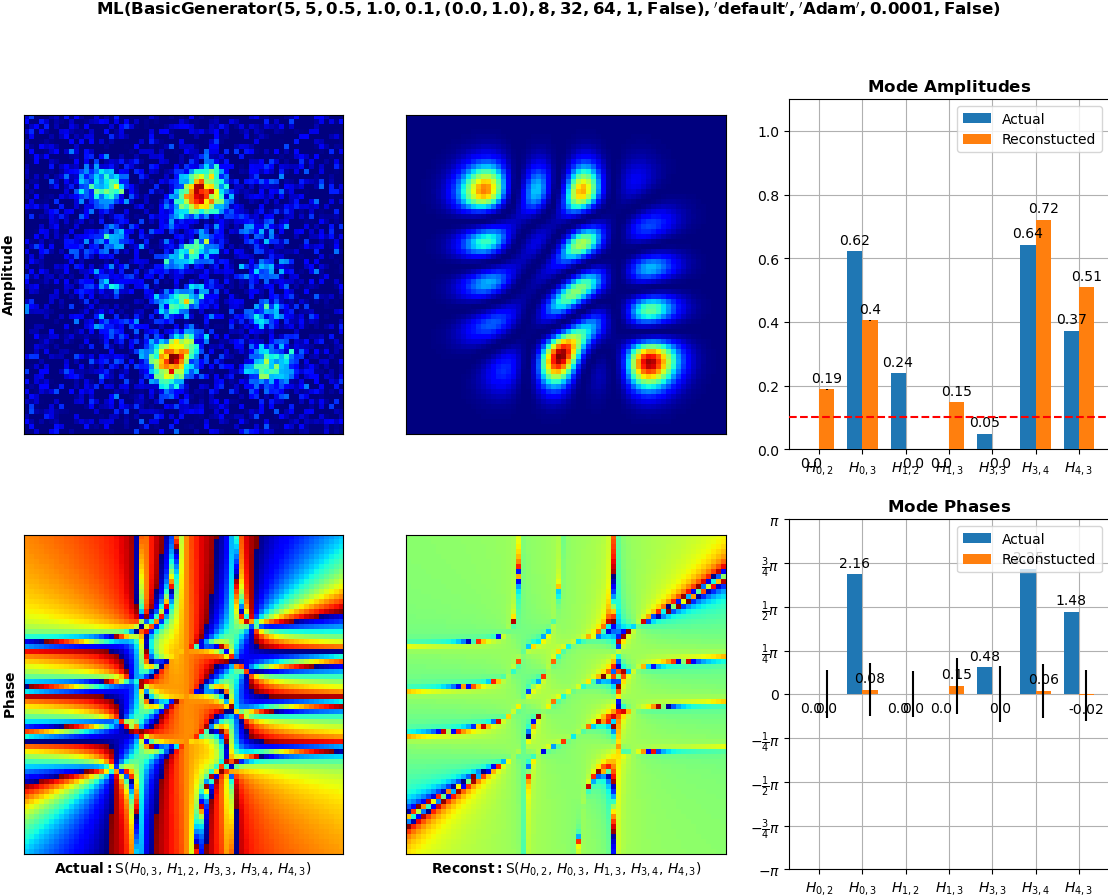 ML(BasicGenerator(5, 5, 0.5, 1.0, 0.1, (0.0, 1.0), 8, 32, 64, 1, False), 'default', 'Adam', 0.0001, False)
Amplitude
Mode Amplitudes
Actual
Reconstucted
1.0
0.8
0.6
0.4
0.2
0.0
0.0
0.19
0.62
0.4
0.24
0.0
0.0
0.15
0.05
0.0
0.64
0.72
0.37
0.51
H0, 2 H0, 3 H1, 2 H1, 3 H3, 3 H3, 4 H4, 3
Phase
Mode Phases
Actual
Reconstucted
π
3/4π
1/2π
1/4π
0
−1/4π
−1/2π
−3/4π
−π
0.0
0.0
2.16
0.08
0.0
0.0
0.0
0.15
0.48
0.0
0.06
1.48
-0.02
H0, 2 H0, 3 H1, 2 H1, 3 H3, 3 H3, 4 H4, 3
Actual: S(H0, 3, H1, 2, H3, 3, H3, 4, H4, 3)
Reconst: S(H0, 2, H0, 3, H1, 3, H3, 4, H4, 3)